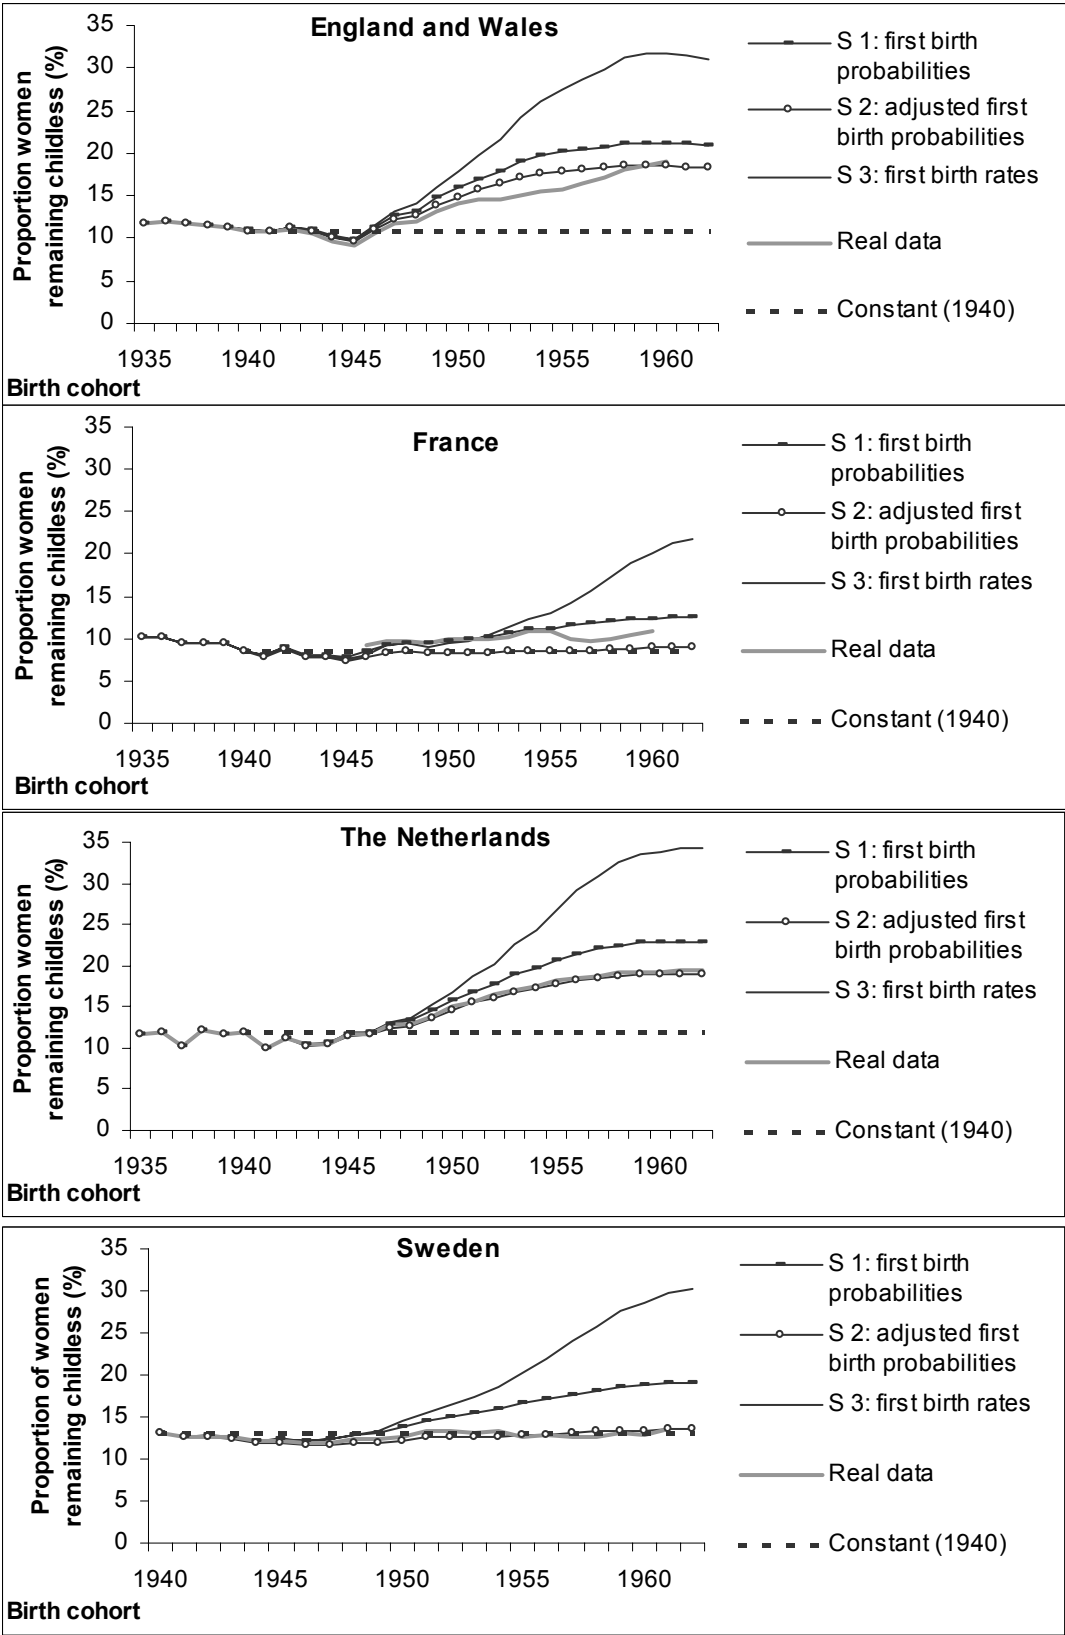 England and Wales
Proportion women
remaining childless (%)
35
30
25
20
15
10
5
0
1935 1940 1945 1950 1955 1960
Birth cohort
S 1: first birth
probabilities
S 2: adjusted first
birth probabilities
S 3: first birth rates
Real data
Constant (1940)
France
Proportion women
remaining childless (%)
35
30
25
20
15
10
5
0
1935 1940 1945 1950 1955 1960
Birth cohort
S 1: first birth
probabilities
S 2: adjusted first
birth probabilities
S 3: first birth rates
Real data
Constant (1940)
The Netherlands
Proportion women
remaining childless (%)
35
30
25
20
15
10
5
0
1935 1940 1945 1950 1955 1960
Birth cohort
S 1: first birth
probabilities
S 2: adjusted first
birth probabilities
S 3: first birth rates
Real data
Constant (1940)
Sweden
Proportion of women
remaining childless (%)
35
30
25
20
15
10
5
0
1940 1945 1950 1955 1960
Birth cohort
S 1: first birth
probabilities
S 2: adjusted first
birth probabilities
S 3: first birth rates
Real data
Constant (1940)